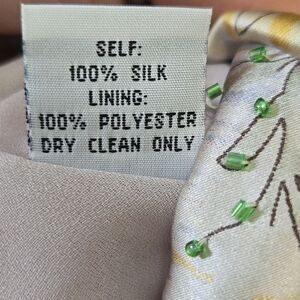 SELF:
100% SILK
LINING:
100% POLYESTER
DRY CLEAN ONLY